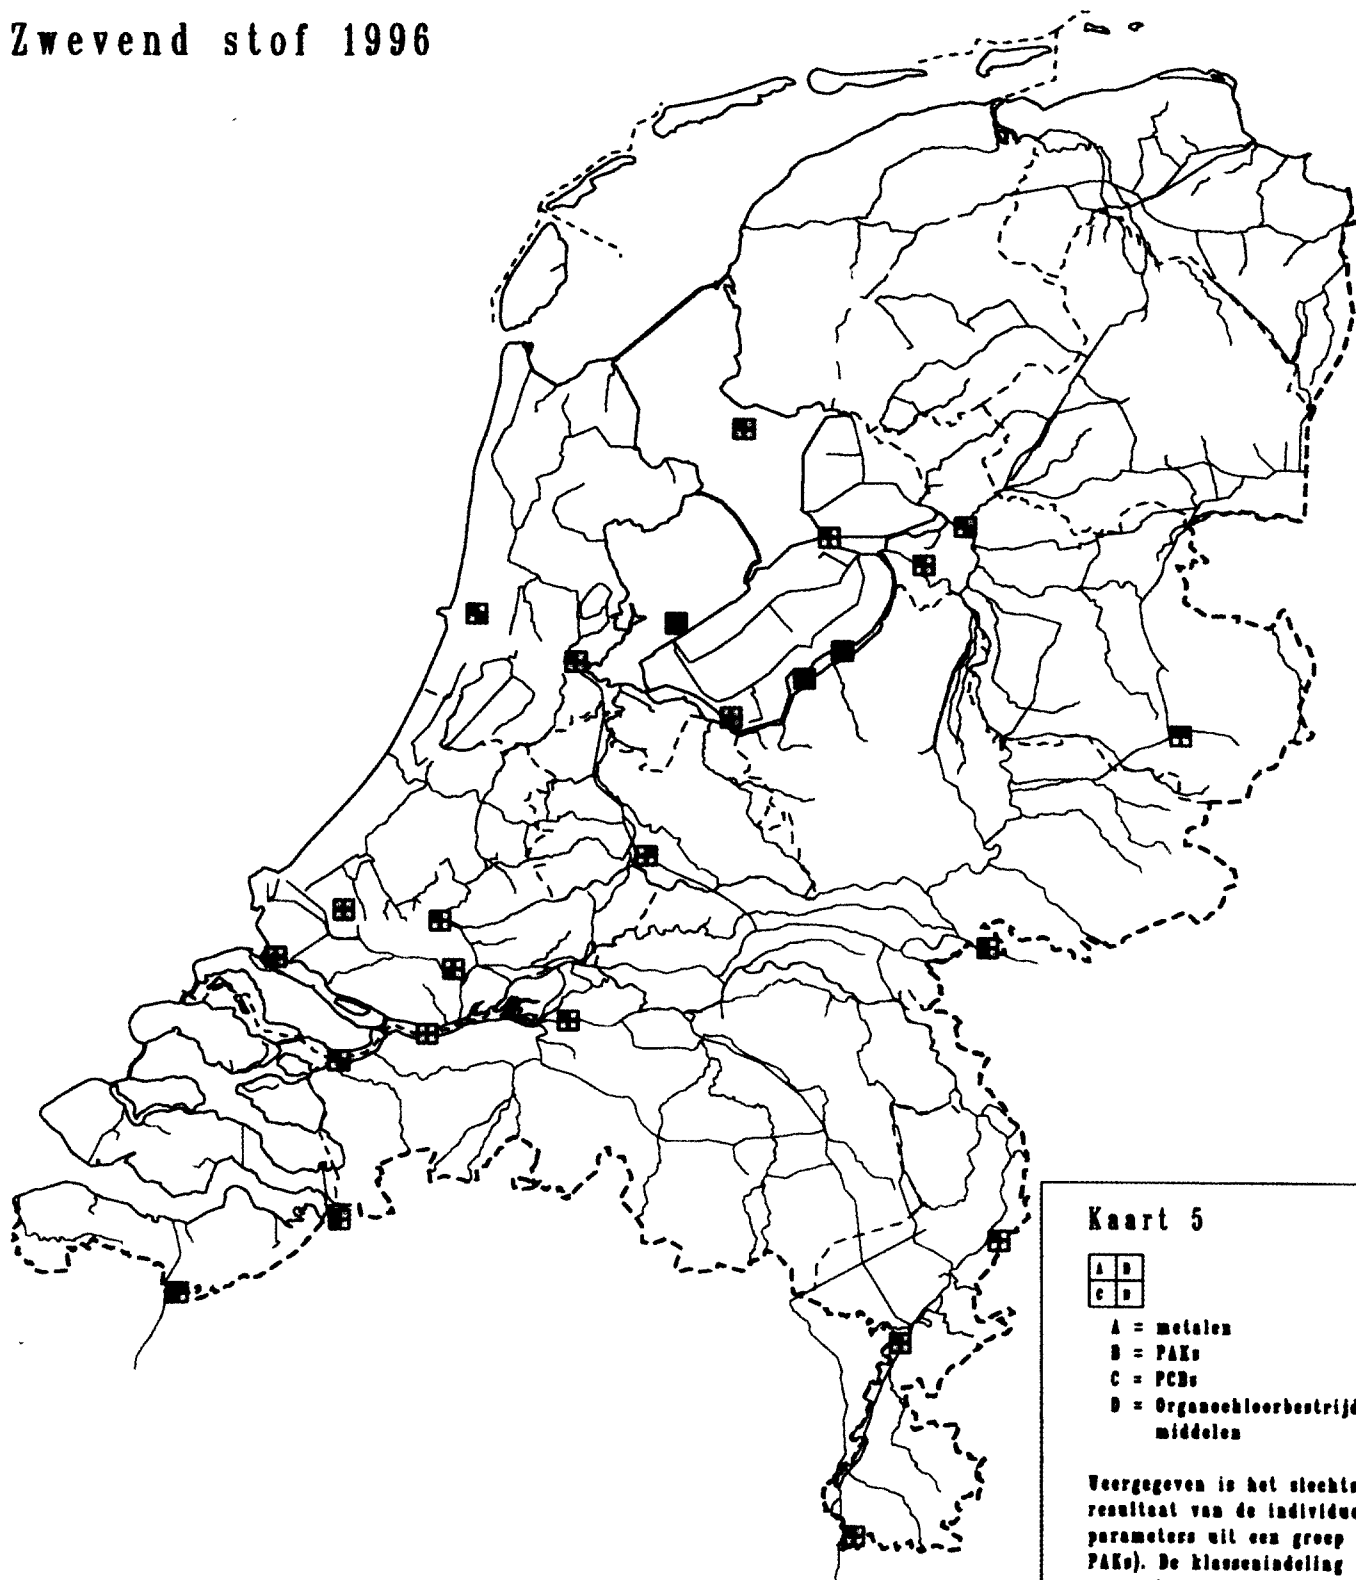 Zwevend stof 1996
Kaart 5
A B
C D
A = metalen
B = PAKs
C = PCBs
D = Organochloorbestrijd
middelen
Weergegeven is het slechts
resultaat van de individue
parameters uit een groep
PAKs). De klassenindeling